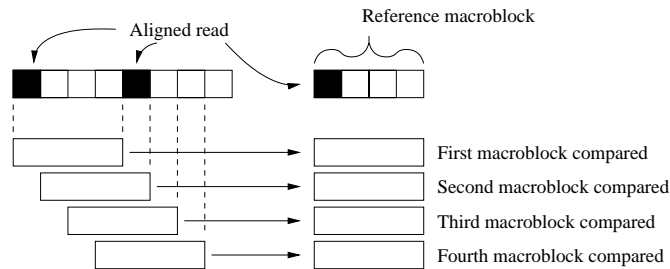 Reference macroblock
Aligned read
First macroblock compared
Second macroblock compared
Third macroblock compared
Fourth macroblock compared